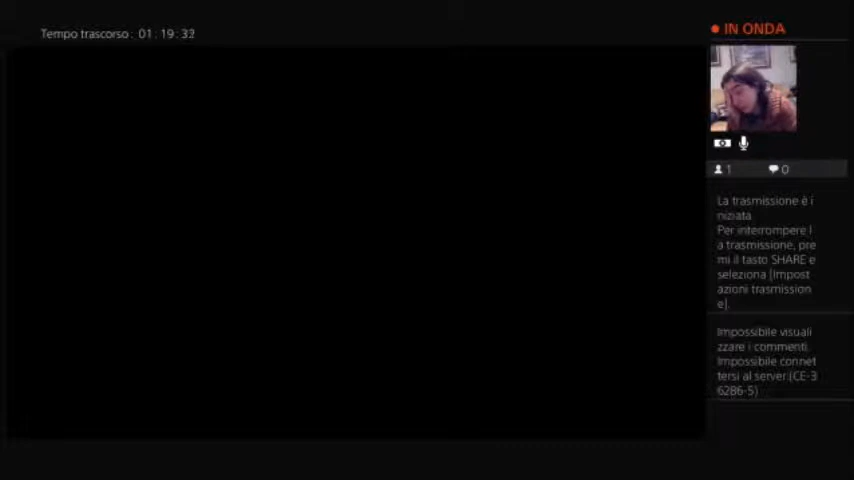 Tempo trascorso: 01:19:33
IN ONDA
1 0
La trasmissione è i
niziata
Per interrompere l
a trasmissione, pre
mi il tasto SHARE e
seleziona [Impost
azioni trasmission
e].
Impossibile visuali
zzare i commenti.
Impossibile connet
tersi al server.(CE-3
6286-5)